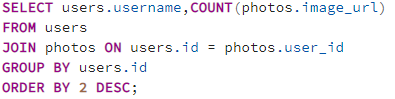 SELECT users.username,COUNT(photos.image_url)
FROM users
JOIN photos ON users.id = photos.user_id
GROUP BY users.id
ORDER BY 2 DESC;